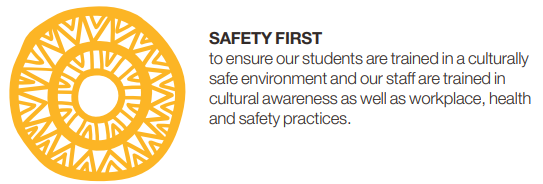 SAFETY FIRST
to ensure our students are trained in a culturally
safe environment and our staff are trained in
cultural awareness as well as workplace, health
and safety practices.